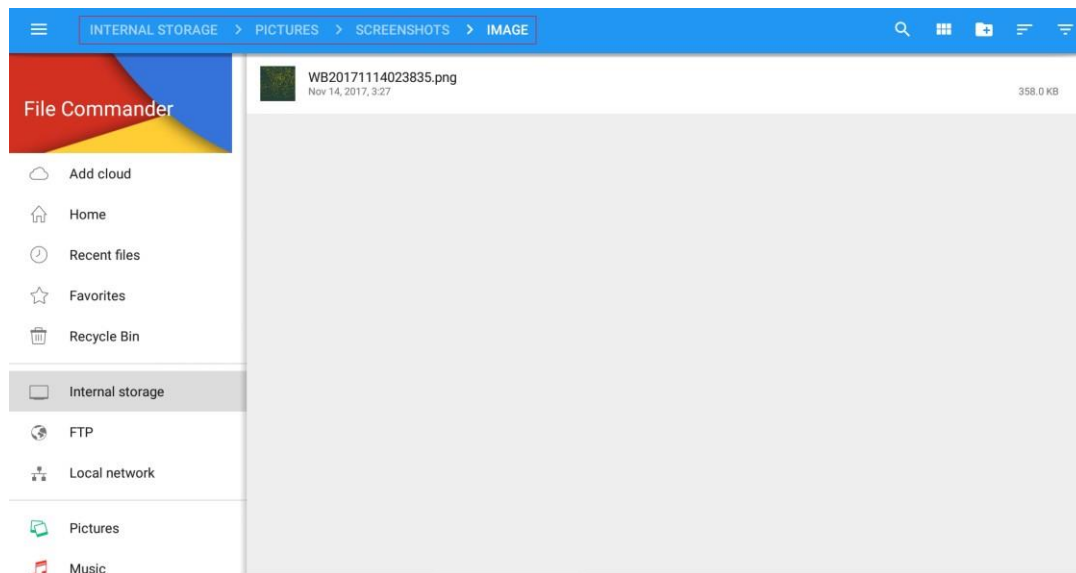 INTERNAL STORAGE > PICTURES > SCREENSHOTS > IMAGE
File Commander
Add cloud
Home
Recent files
Favorites
Recycle Bin
Internal storage
FTP
Local network
Pictures
Music
WB20171114023835.png
Nov 14, 2017, 3:27
358.0 KB